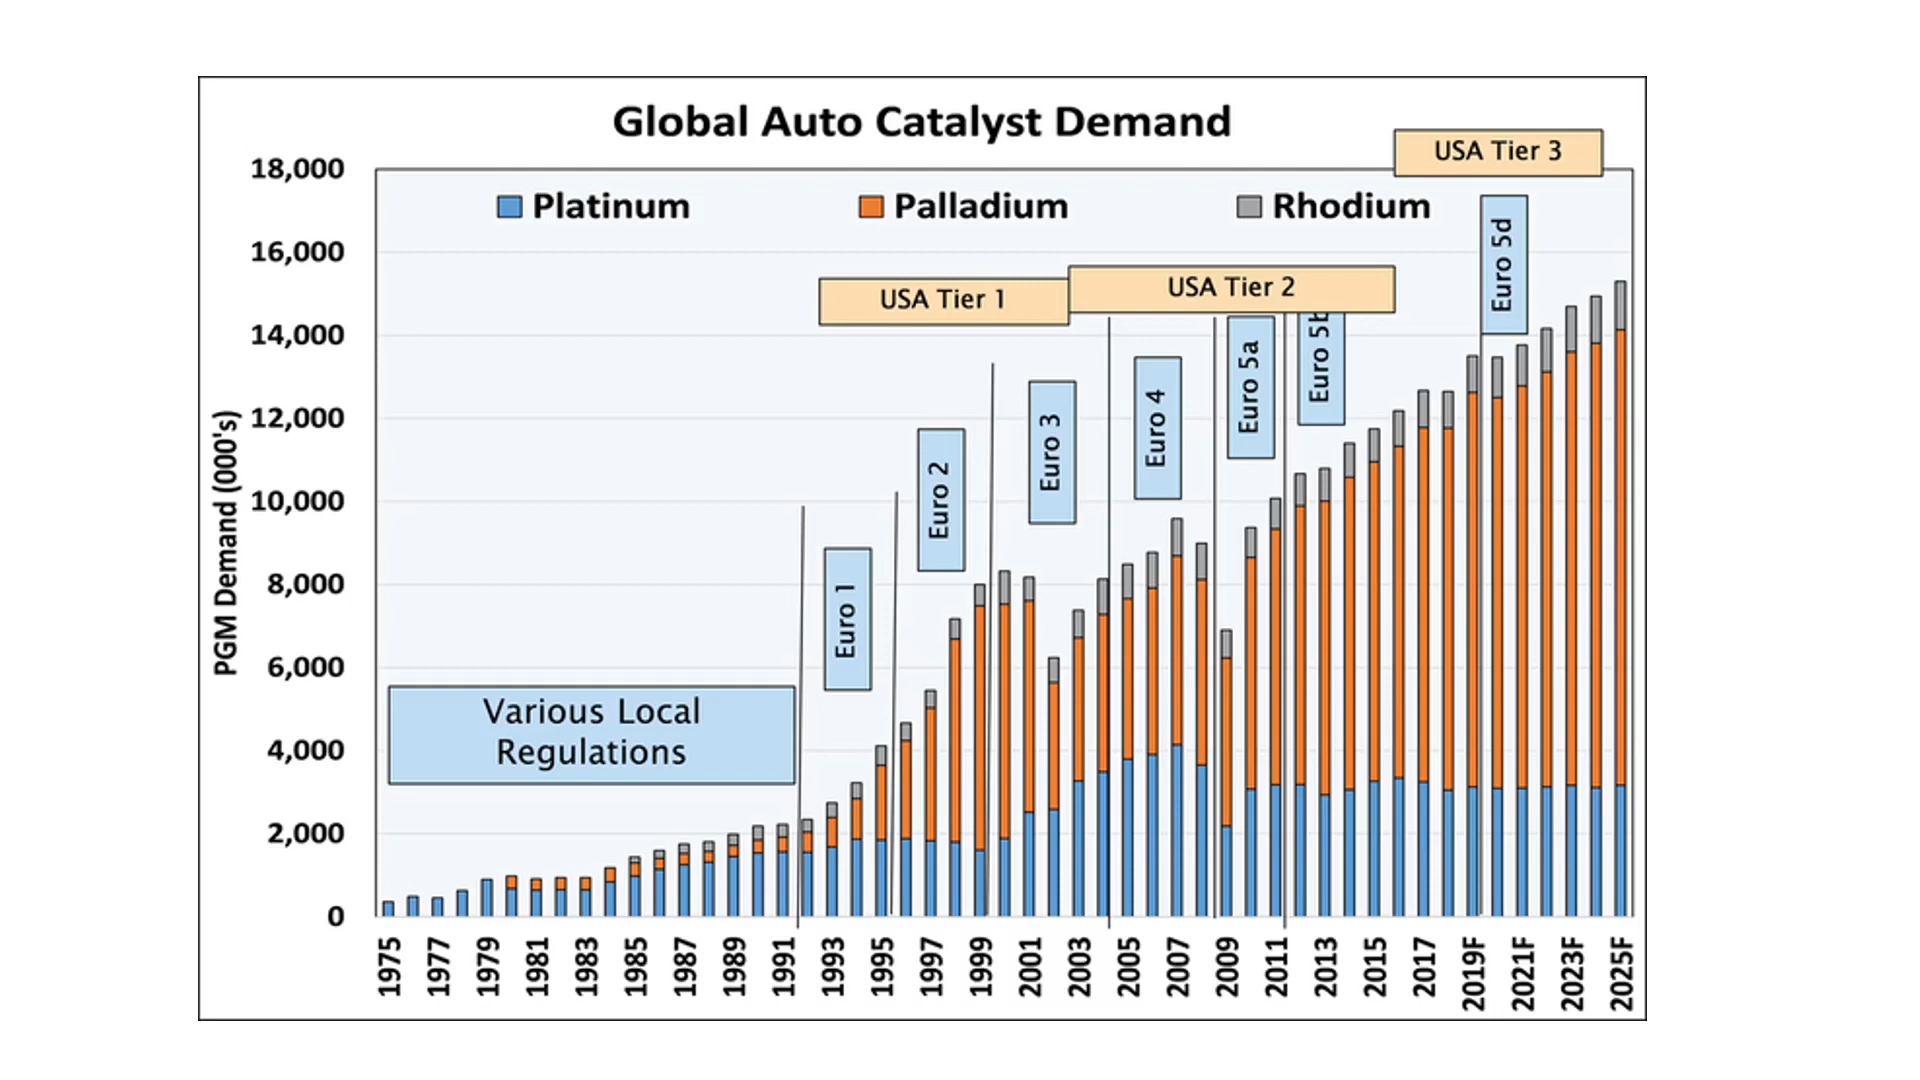 Global Auto Catalyst Demand
USA Tier 3
18,000
Platinum
Palladium
Rhodium
16,000
Euro 5d
USA Tier 1
USA Tier 2
14,000
Euro 5a
Euro 5b
Euro 4
Euro 3
12,000
Euro 2
10,000
Euro 1
8,000
6,000
Various Local
Regulations
4,000
2,000
0
PGM Demand (000's)
1975
1977
1979
1981
1983
1985
1987
1989
1991
1993
1995
1997
1999
2001
2003
2005
2007
2009
2011
2013
2015
2017
2019F
2021F
2023F
2025F